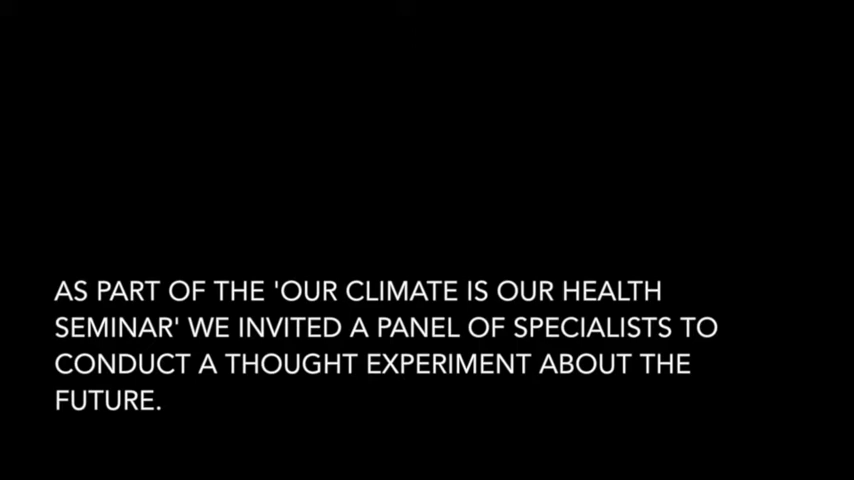 AS PART OF THE 'OUR CLIMATE IS OUR HEALTH
SEMINAR' WE INVITED A PANEL OF SPECIALISTS TO
CONDUCT A THOUGHT EXPERIMENT ABOUT THE
FUTURE.